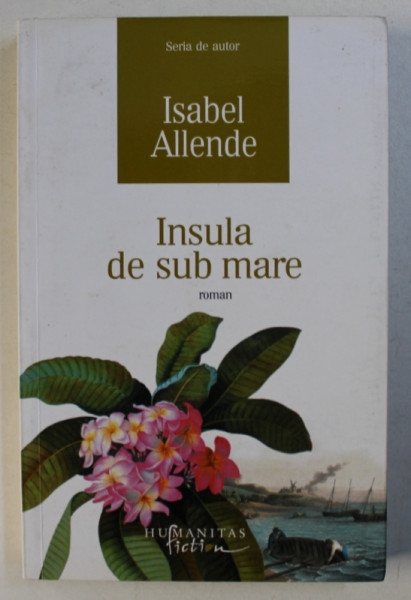 Seria de autor
Isabel
Allende
Insula
de sub mare
roman
HUMANITAS
fiction